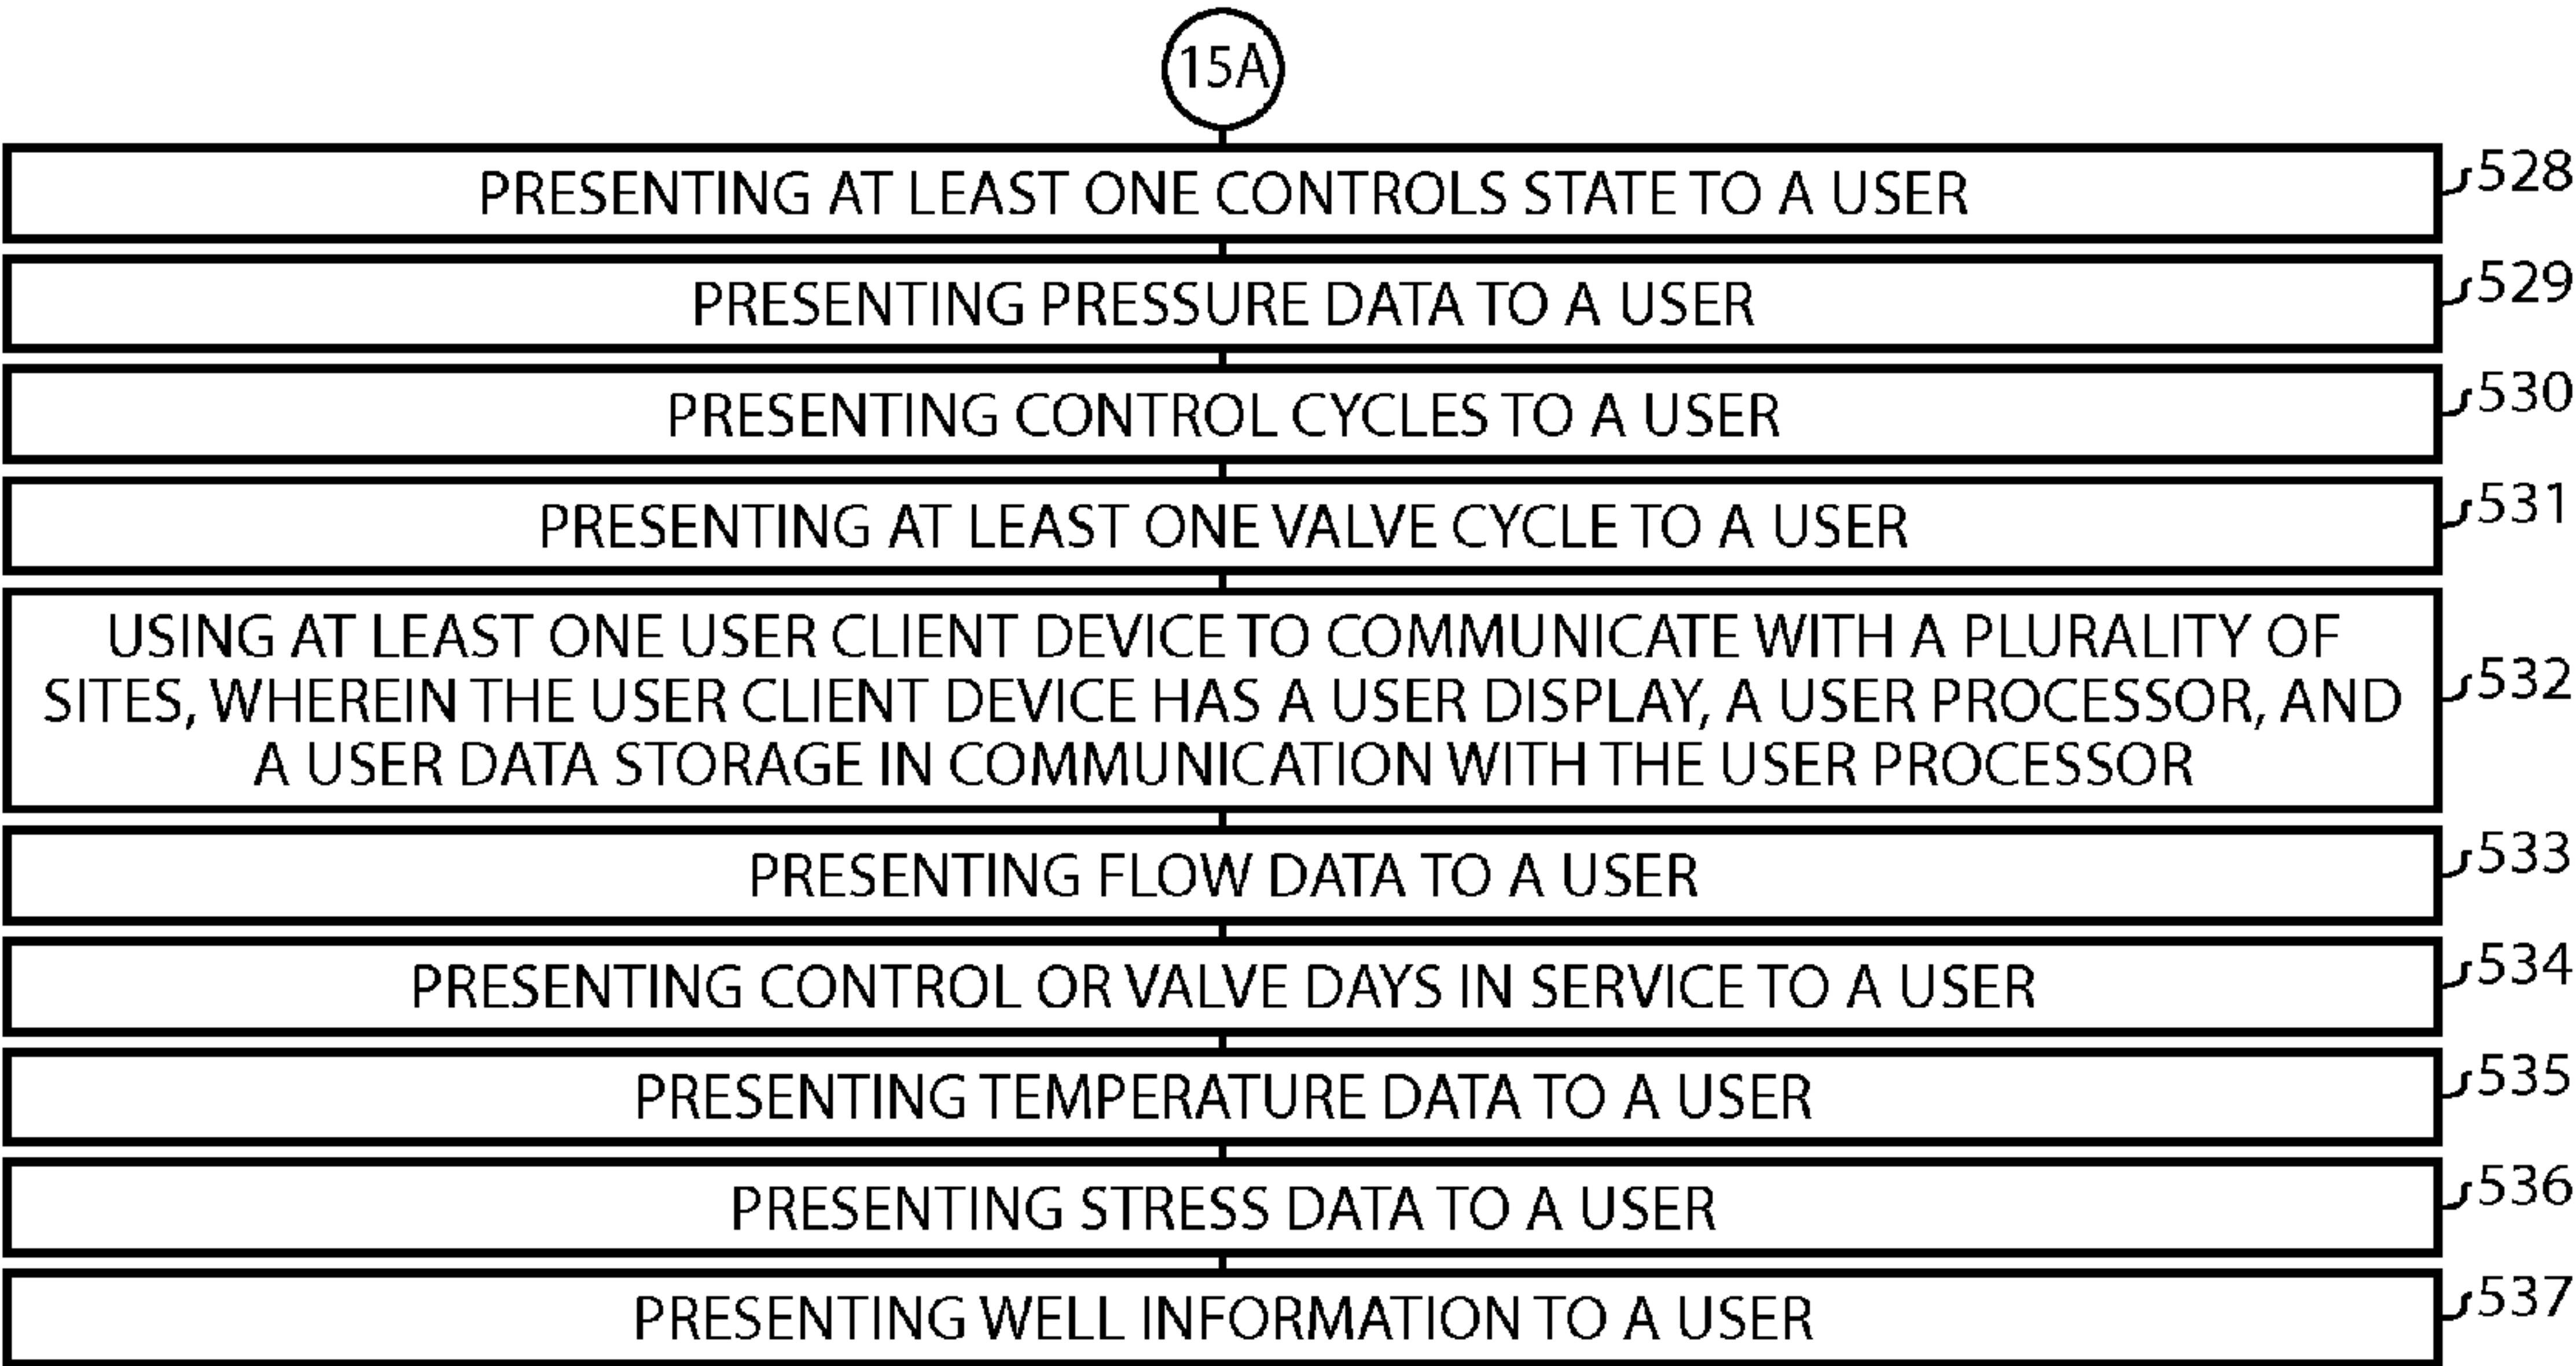 15A
PRESENTING AT LEAST ONE CONTROLS STATE TO A USER
528
PRESENTING PRESSURE DATA TO A USER
529
PRESENTING CONTROL CYCLES TO A USER
530
PRESENTING AT LEAST ONE VALVE CYCLE TO A USER
531
USING AT LEAST ONE USER CLIENT DEVICE TO COMMUNICATE WITH A PLURALITY OF
SITES, WHEREIN THE USER CLIENT DEVICE HAS A USER DISPLAY, A USER PROCESSOR, AND
A USER DATA STORAGE IN COMMUNICATION WITH THE USER PROCESSOR
532
PRESENTING FLOW DATA TO A USER
533
PRESENTING CONTROL OR VALVE DAYS IN SERVICE TO A USER
534
PRESENTING TEMPERATURE DATA TO A USER
535
PRESENTING STRESS DATA TO A USER
536
PRESENTING WELL INFORMATION TO A USER
537